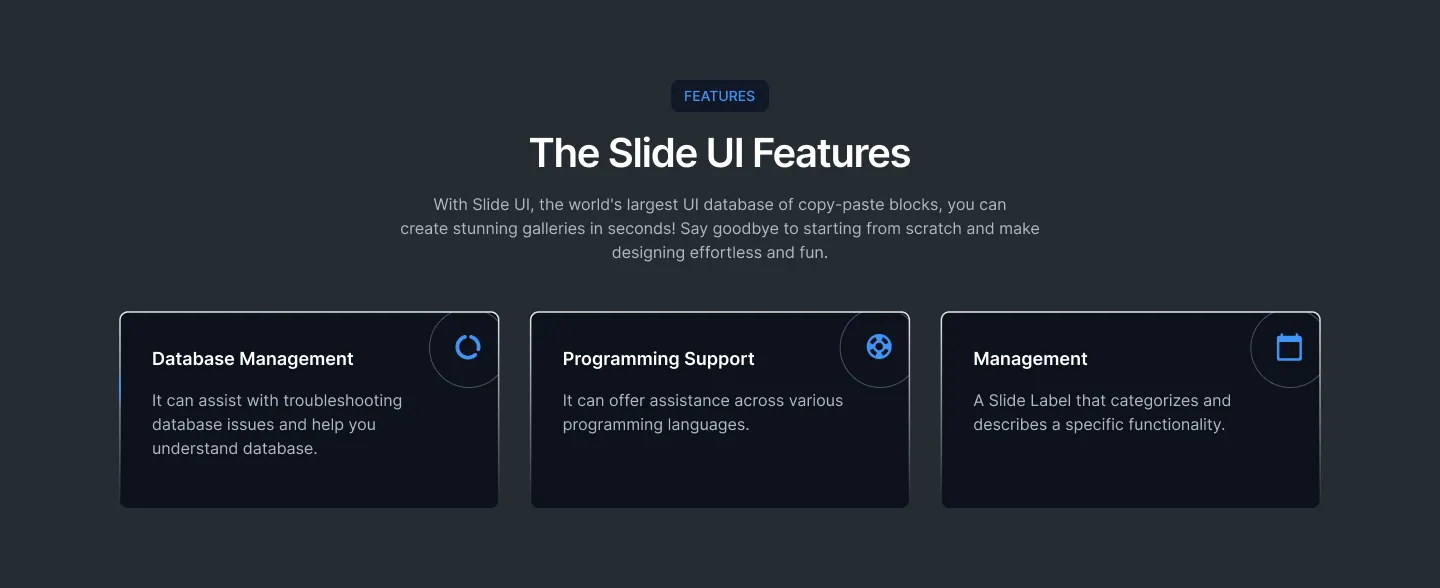 FEATURES
The Slide UI Features
With Slide UI, the world's largest UI database of copy-paste blocks, you can
create stunning galleries in seconds! Say goodbye to starting from scratch and make
designing effortless and fun.
Database Management
It can assist with troubleshooting
database issues and help you
understand database.
Programming Support
It can offer assistance across various
programming languages.
Management
A Slide Label that categorizes and
describes a specific functionality.